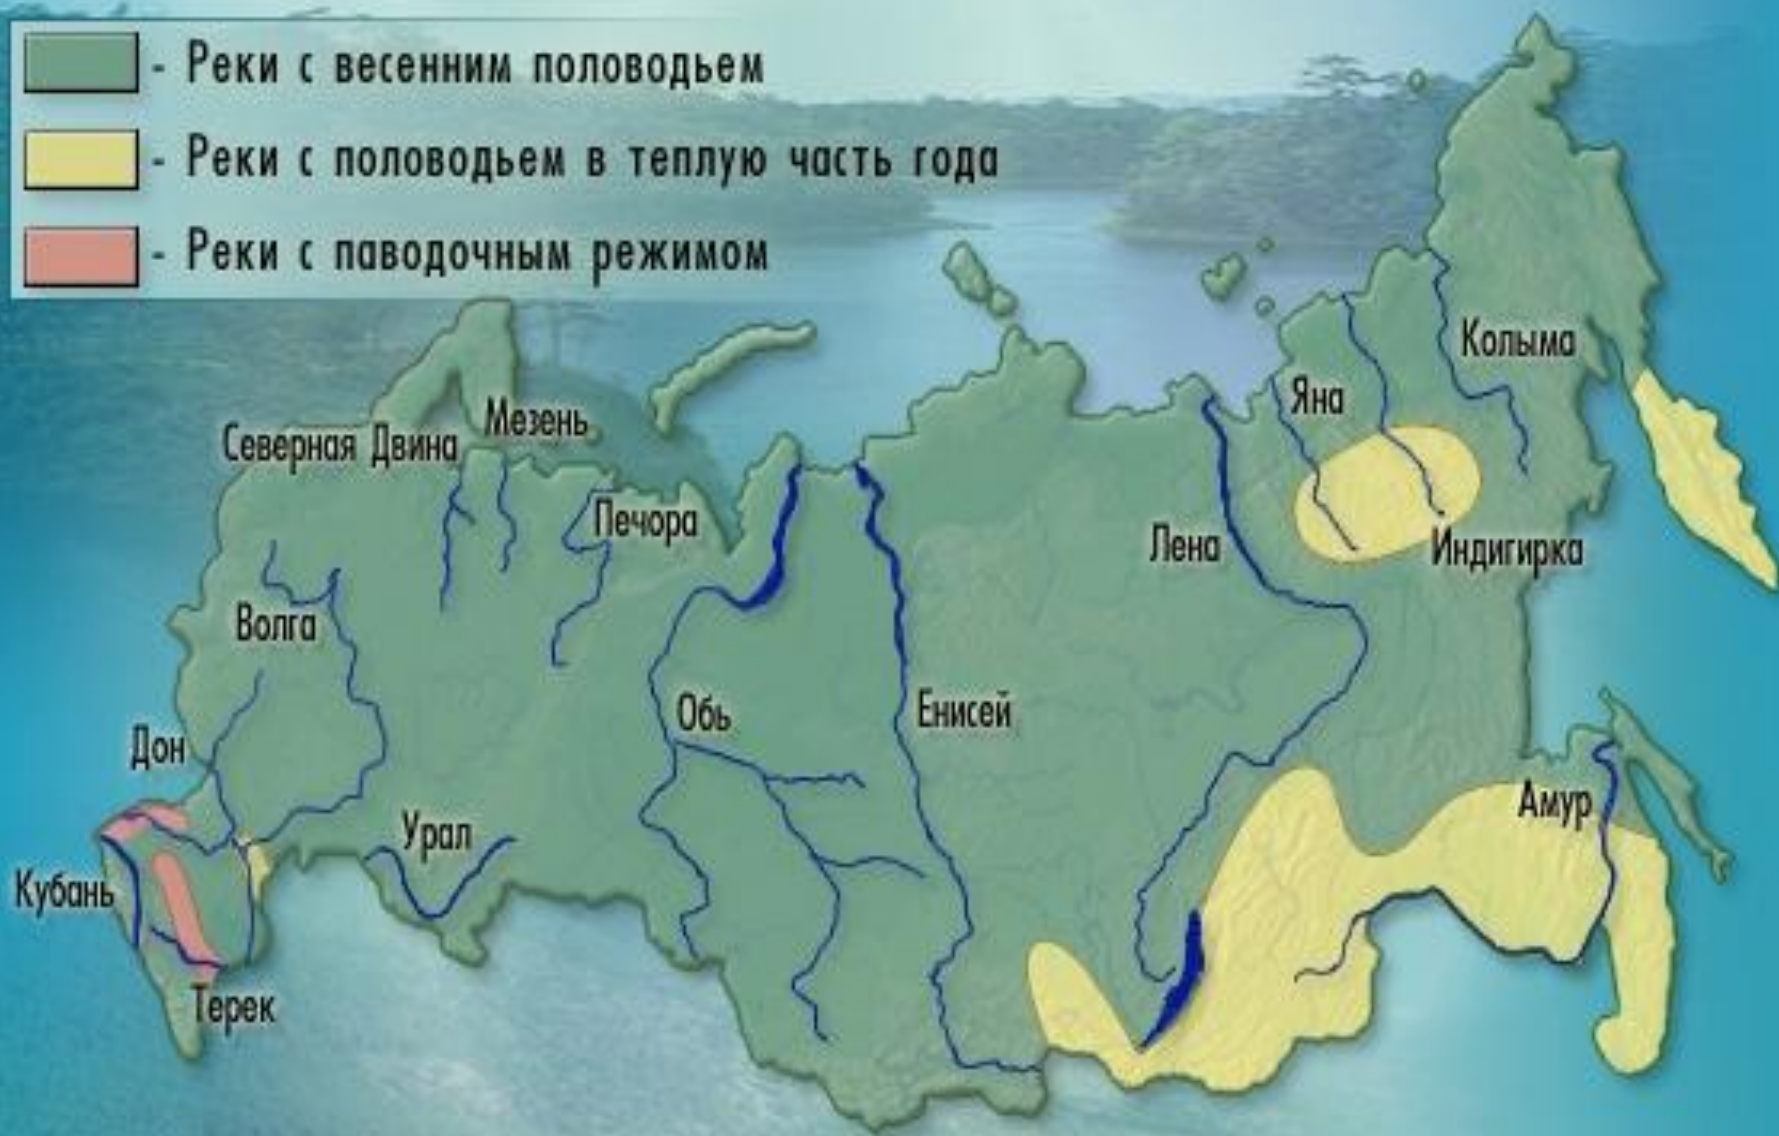 - Реки с весенним половодьем
- Реки с половодьем в теплую часть года
- Реки с паводочным режимом
Колыма
Яна
Мезень
Северная Двина
Печора
Лена
Индигирка
Волга
Обь
Енисей
Дон
Амур
Урал
Кубань
Терек